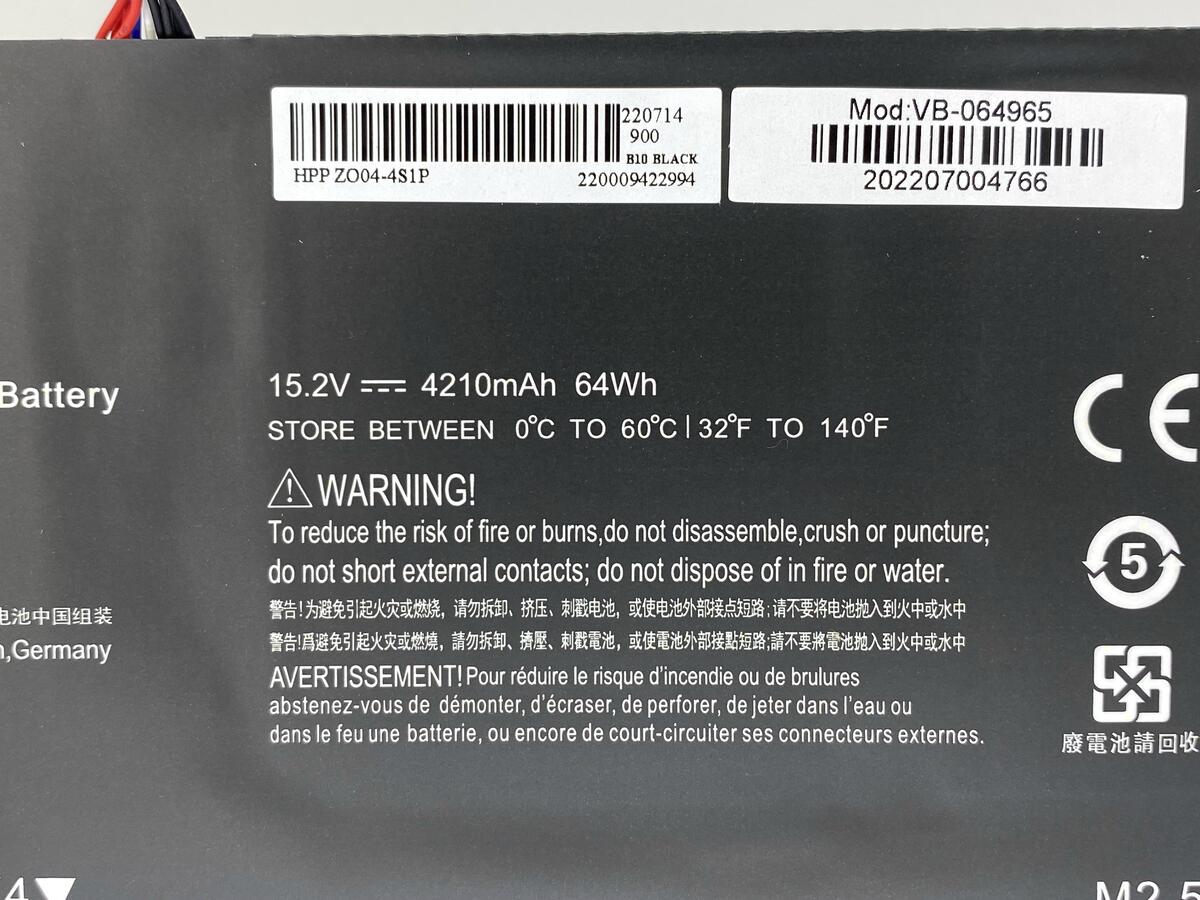 220714
900
B10 BLACK
HPP ZO04-4S1P
220009422994
Mod:VB-064965
202207004766
Battery
15.2V 4210mAh 64Wh
STORE BETWEEN 0°C TO 60°C | 32°F TO 140°F
CE
WARNING!
To reduce the risk of fire or burns,do not disassemble,crush or puncture;
do not short external contacts; do not dispose of in fire or water.
5
警告!为避免引起火灾或燃烧，请勿拆卸、挤压、刺戳电池，或使电池外部接点短路;请不要将电池抛入到火中或水中
电池中国组装
警告!爲避免引起火灾或燃燒，請勿拆卸、擠壓、刺戳電池，或使電池外部接點短路;請不要將電池抛入到火中或水中
,Germany
AVERTISSEMENT! Pour réduire le risque d'incendie ou de brulures
abstenez-vous de démonter, d'écraser, de perforer, de jeter dans l'eau ou
dans le feu une batterie, ou encore de court-circuiter ses connecteurs externes.
廢電池請回收
4
M2.5